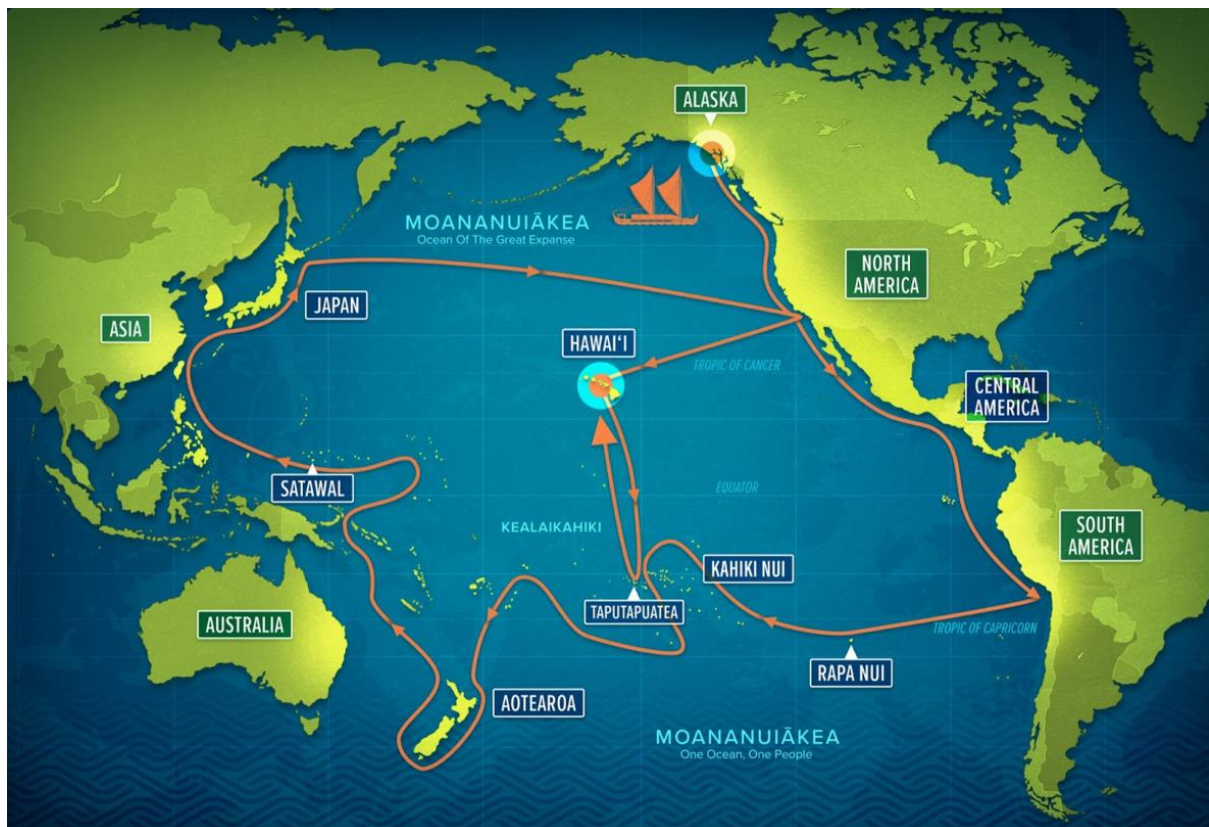 ALASKA
MOANANUIĀKEA
Ocean Of The Great Expanse
NORTH
AMERICA
JAPAN
ASIA
HAWAIʻI
TROPIC OF CANCER
CENTRAL
AMERICA
SATAWAL
EQUATOR
KEALAIKAHIKI
SOUTH
AMERICA
KAHIKI NUI
TAPUTAPUATEA
AUSTRALIA
TROPIC OF CAPRICORN
RAPA NUI
AOTEAROA
MOANANUIĀKEA
One Ocean, One People